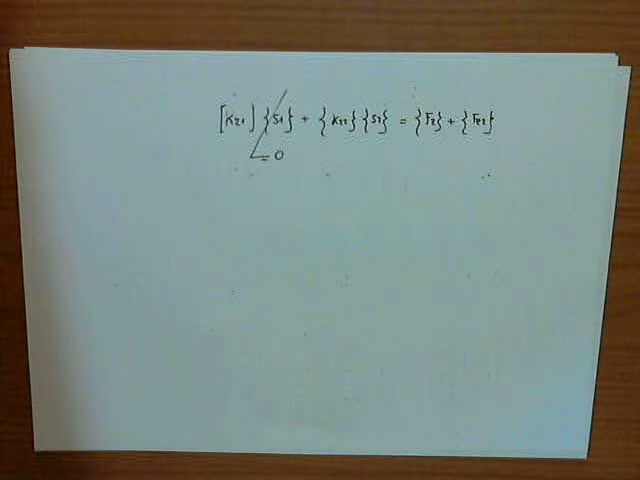 [K21] {S1} + {K22} {S2} = {F2} + {FE2}
= 0